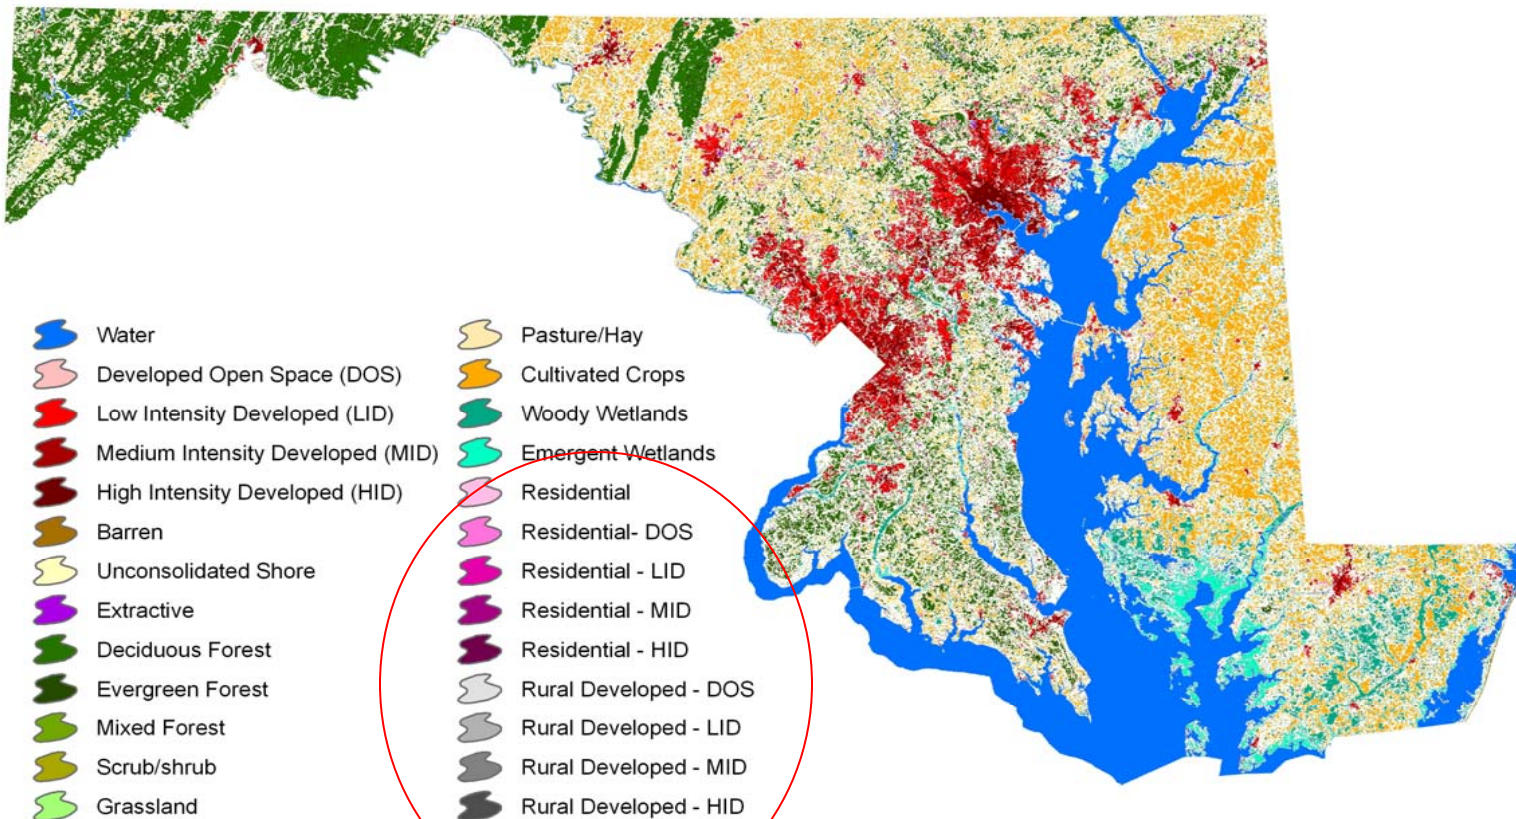 Water
Developed Open Space (DOS)
Low Intensity Developed (LID)
Medium Intensity Developed (MID)
High Intensity Developed (HID)
Barren
Unconsolidated Shore
Extractive
Deciduous Forest
Evergreen Forest
Mixed Forest
Scrub/shrub
Grassland
Pasture/Hay
Cultivated Crops
Woody Wetlands
Emergent Wetlands
Residential
Residential- DOS
Residential - LID
Residential - MID
Residential - HID
Rural Developed - DOS
Rural Developed - LID
Rural Developed - MID
Rural Developed - HID